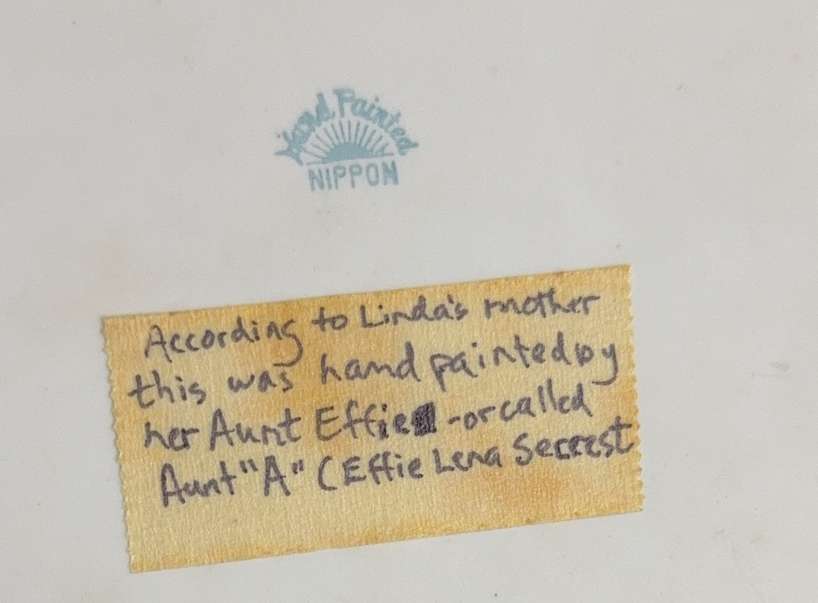 Hand Painted
NIPPON
According to Linda's mother
this was hand painted by
her Aunt Effie -or called
Aunt "A" (Effie Lena Secrest